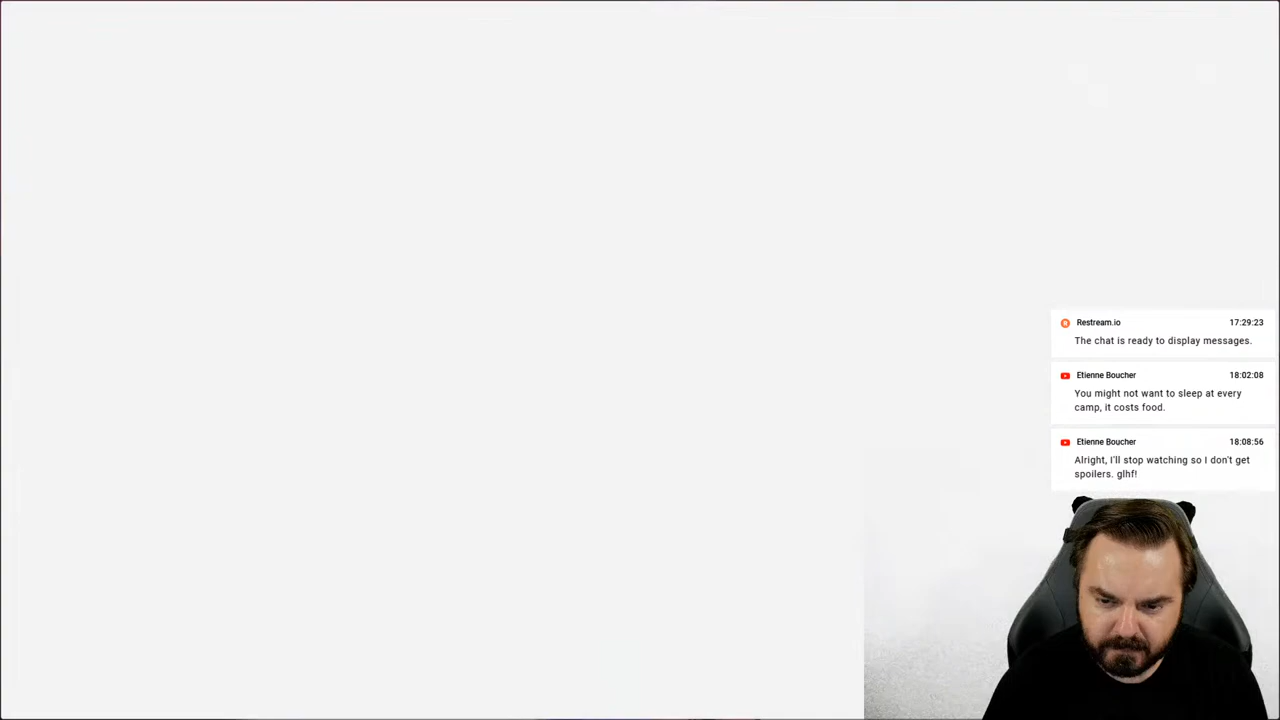 Restream.io 17:29:23
The chat is ready to display messages.
Etienne Boucher 18:02:08
You might not want to sleep at every
camp, it costs food.
Etienne Boucher 18:08:56
Alright, I'll stop watching so I don't get
spoilers. glhf!